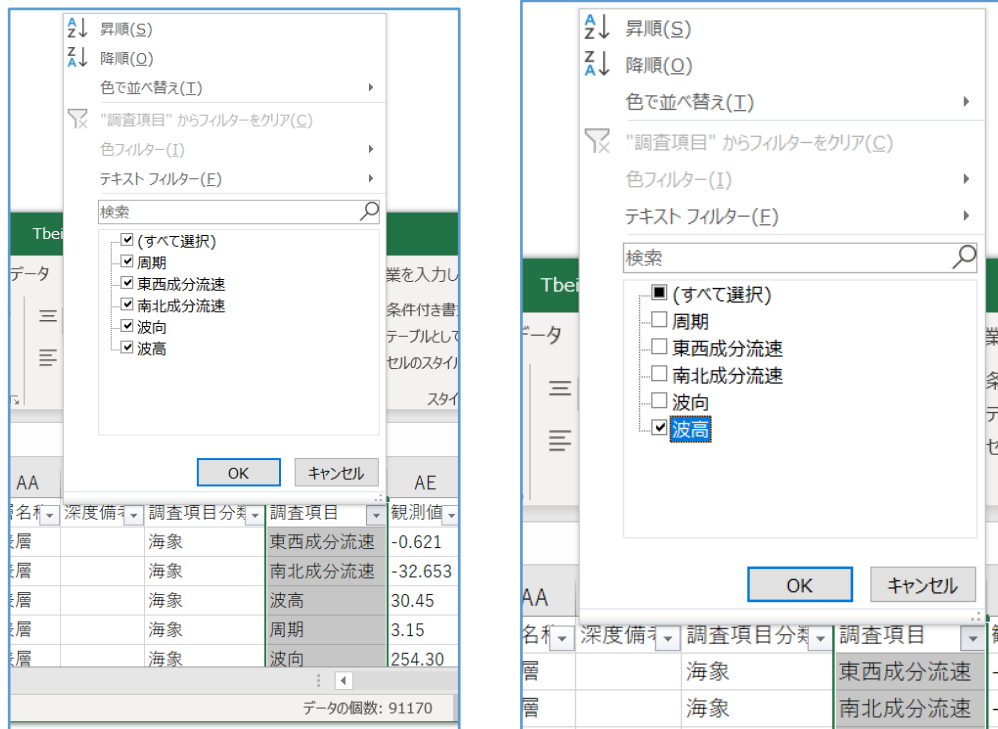 昇順(S)
降順(O)
色で並べ替え(T)
"調査項目" からフィルターをクリア(C)
色フィルター(I)
テキスト フィルター(F)
検索
Tbei
(すべて選択)
周期
データ
業を入力し
東西成分流速
南北成分流速
条件付き書
波向
テーブルとして
波高
セルのスタイル
スタイ
OK
キャンセル
AA
AE
名称 深度備考 調査項目分類 調査項目 観測値
層 海象 東西成分流速 -0.621
層 海象 南北成分流速 -32.653
層 海象 波高 30.45
層 海象 周期 3.15
層 海象 波向 254.30
データの個数: 91170
昇順(S)
降順(O)
色で並べ替え(T)
"調査項目" からフィルターをクリア(C)
色フィルター(I)
テキスト フィルター(F)
検索
Tbei
(すべて選択)
周期
データ
東西成分流速
南北成分流速
波向
波高
OK
キャンセル
AA
名称 深度備考 調査項目分類 調査項目
層 海象 東西成分流速
層 海象 南北成分流速